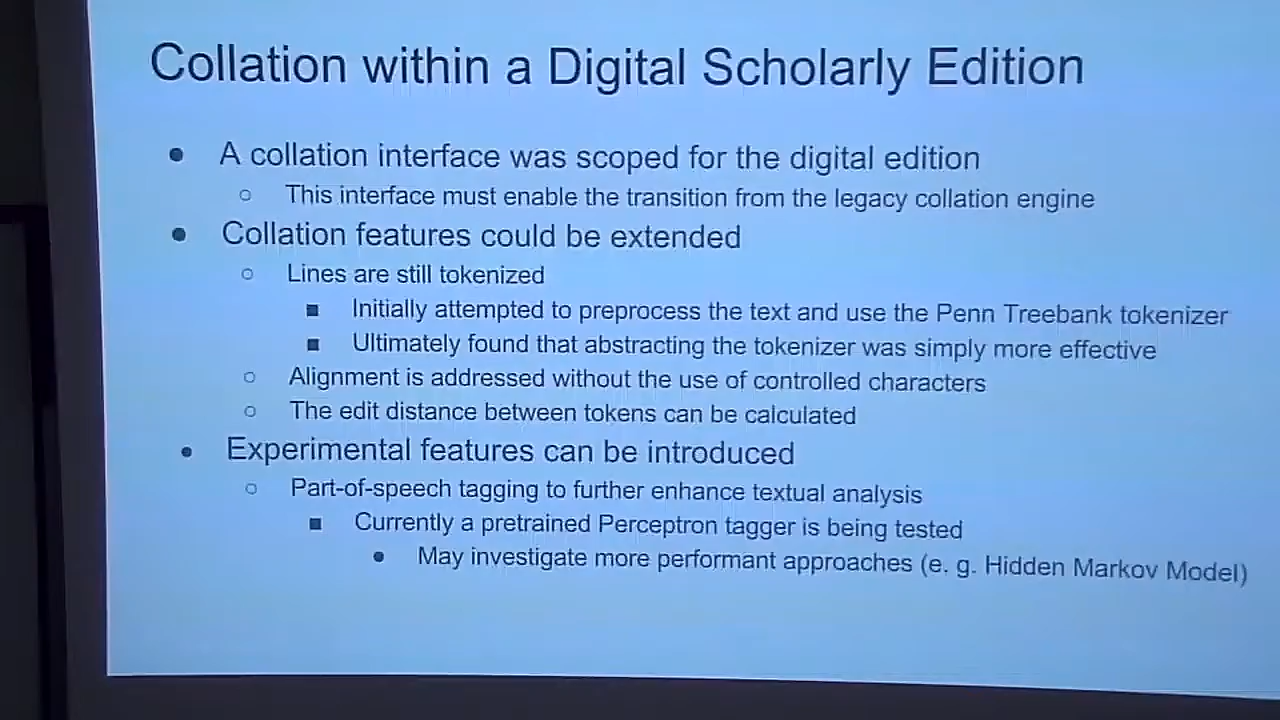 Collation within a Digital Scholarly Edition
● A collation interface was scoped for the digital edition
○ This interface must enable the transition from the legacy collation engine
● Collation features could be extended
○ Lines are still tokenized
■ Initially attempted to preprocess the text and use the Penn Treebank tokenizer
■ Ultimately found that abstracting the tokenizer was simply more effective
○ Alignment is addressed without the use of controlled characters
○ The edit distance between tokens can be calculated
● Experimental features can be introduced
○ Part-of-speech tagging to further enhance textual analysis
■ Currently a pretrained Perceptron tagger is being tested
● May investigate more performant approaches (e. g. Hidden Markov Model)